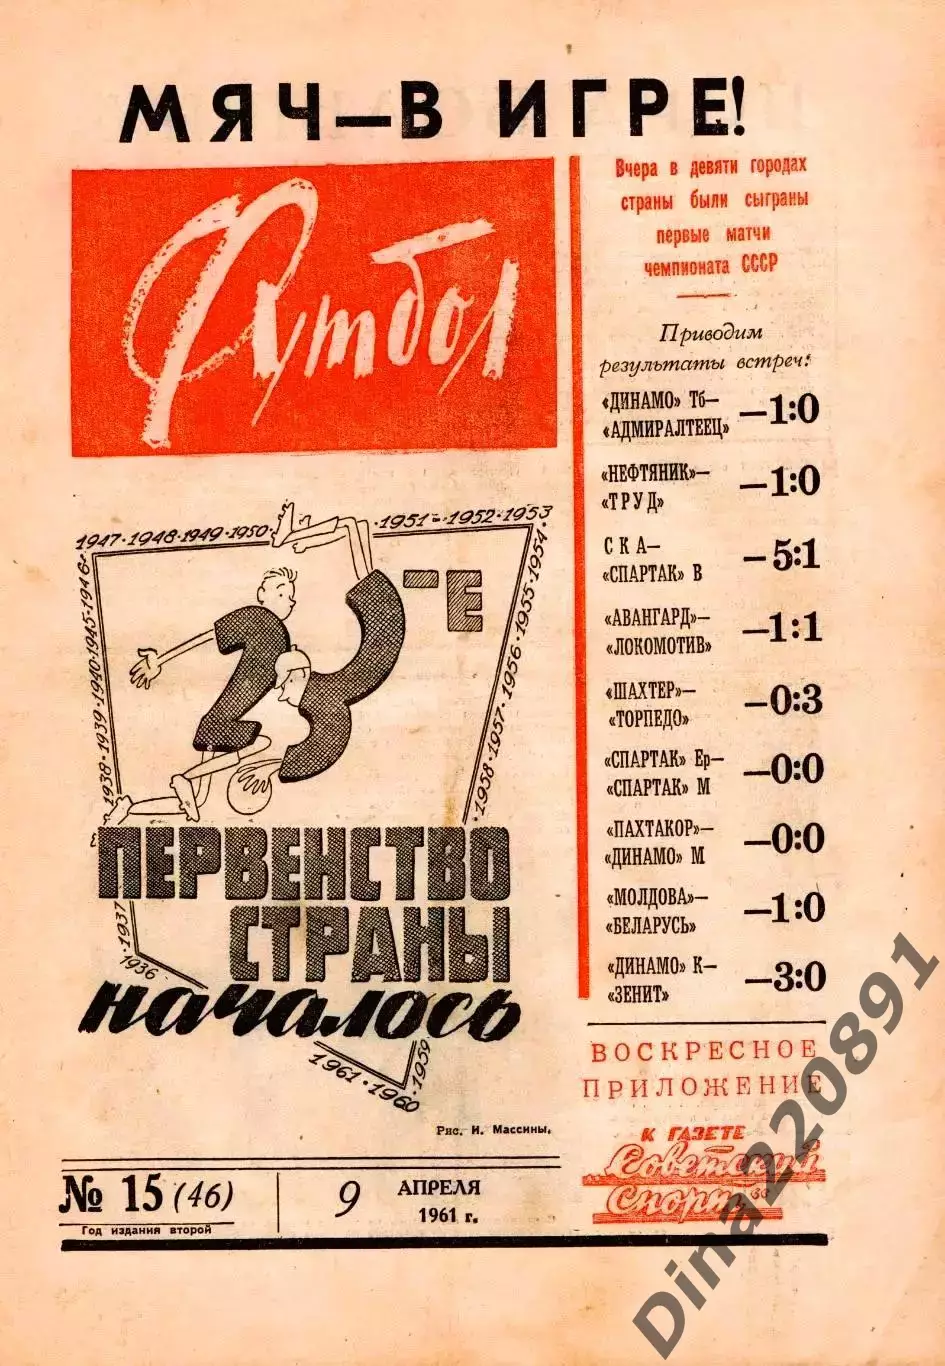 МЯЧ—В ИГРЕ!
Футбол
Вчера в девяти городах
страны были сыграны
первые матчи
чемпионата СССР
Приводим
результаты встреч:
«ДИНАМО» Тб—
«АДМИРАЛТЕЕЦ» —1:0
«НЕФТЯНИК»—
«ТРУД» —1:0
СКА—
«СПАРТАК» В —5:1
«АВАНГАРД»—
«ЛОКОМОТИВ» —1:1
«ШАХТЕР»—
«ТОРПЕДО» —0:3
«СПАРТАК» Ер—
«СПАРТАК» М —0:0
«ПАХТАКОР»—
«ДИНАМО» М —0:0
«МОЛДОВА»—
«БЕЛАРУСЬ» —1:0
«ДИНАМО» К—
«ЗЕНИТ» —3:0
1936·
·1937·
1938·1939·1940·1945·1946·
1947·1948·1949·1950·
·1951·1952·1953
·1958·1957·1956·1955·1954·
·1959
1961·1960
23—Е
ПЕРВЕНСТВО
СТРАНЫ
началось
Рис. И. Массины.
ВОСКРЕСНОЕ
ПРИЛОЖЕНИЕ
К ГАЗЕТЕ
Советский
Спорт
№ 15 (46)
Год издания второй
9 АПРЕЛЯ
1961 г.
Dina220891